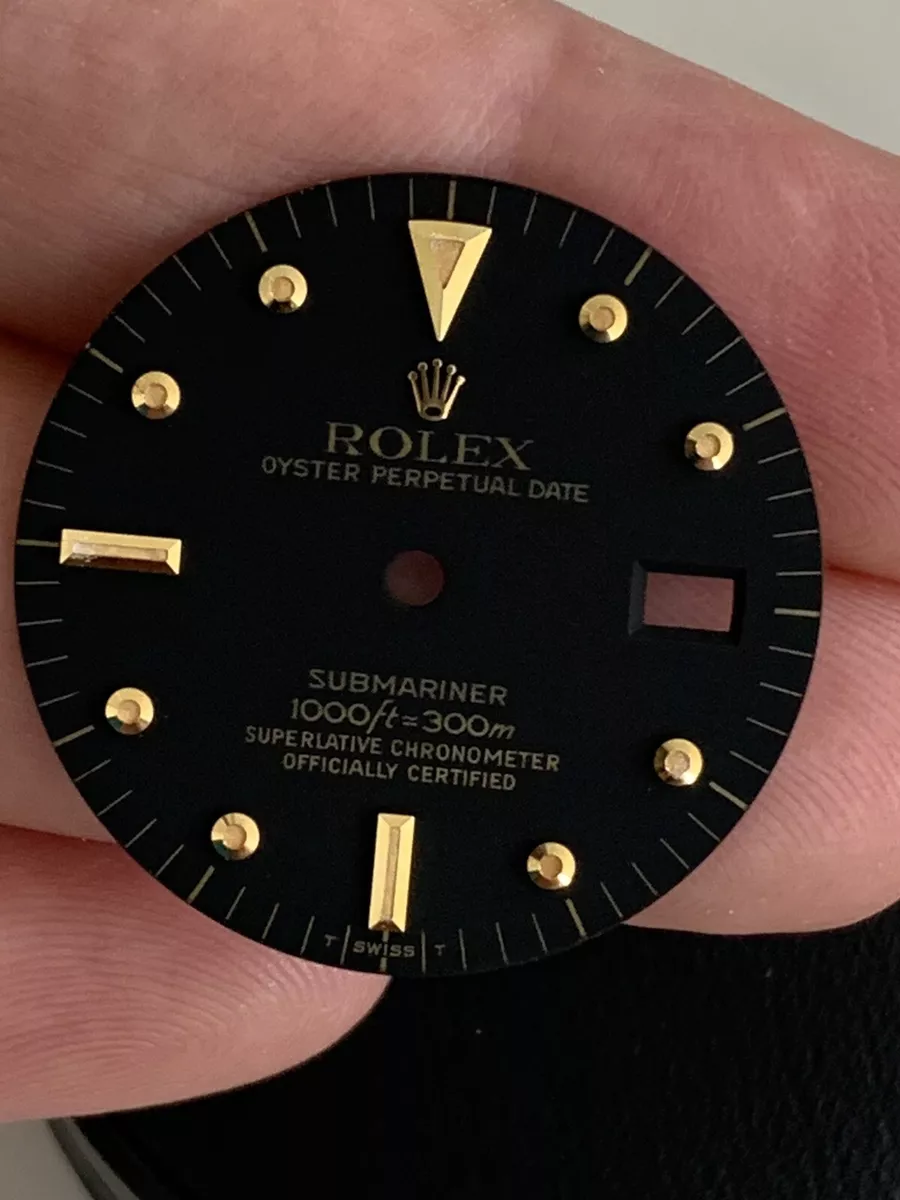 ROLEX
OYSTER PERPETUAL DATE
SUBMARINER
1000ft=300m
SUPERLATIVE CHRONOMETER
OFFICIALLY CERTIFIED
T SWISS T